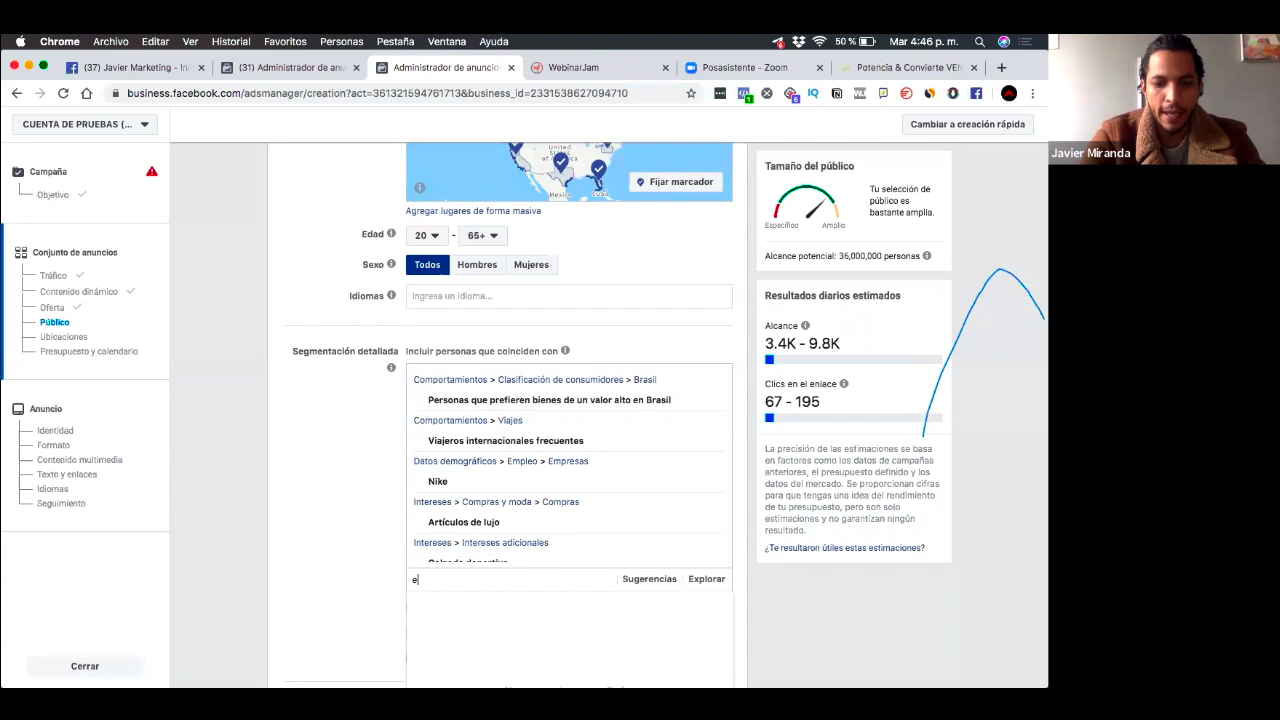 Chrome Archivo Editar Ver Historial Favoritos Personas Pestaña Ventana Ayuda 50 % Mar 4:46 p. m.
(37) Javier Marketing - Ini
(31) Administrador de anunc
Administrador de anuncio
WebinarJam
Posasistente - Zoom
Potencia & Convierte VEN
business.facebook.com/adsmanager/creation?act=361321594761713&business_id=2331538627094710
CUENTA DE PRUEBAS (...
Cambiar a creación rápida
Javier Miranda
Campaña
Objetivo
Conjunto de anuncios
Tráfico
Contenido dinámico
Oferta
Público
Ubicaciones
Presupuesto y calendario
Anuncio
Identidad
Formato
Contenido multimedia
Texto y enlaces
Idiomas
Seguimiento
Cerrar
United
States
of America
Mexico
Cuba
Fijar marcador
Agregar lugares de forma masiva
Edad 20 - 65+
Sexo Todos Hombres Mujeres
Idiomas Ingresa un idioma...
Segmentación detallada Incluir personas que coinciden con
Comportamientos > Clasificación de consumidores > Brasil
Personas que prefieren bienes de un valor alto en Brasil
Comportamientos > Viajes
Viajeros internacionales frecuentes
Datos demográficos > Empleo > Empresas
Nike
Intereses > Compras y moda > Compras
Artículos de lujo
Intereses > Intereses adicionales
e Sugerencias Explorar
Tamaño del público
Tu selección de
público es
bastante amplia.
Específico Amplio
Alcance potencial: 36,000,000 personas
Resultados diarios estimados
Alcance
3.4K - 9.8K
Clics en el enlace
67 - 195
La precisión de las estimaciones se basa
en factores como los datos de campañas
anteriores, el presupuesto definido y los
datos del mercado. Se proporcionan cifras
para que tengas una idea del rendimiento
de tu presupuesto, pero son solo
estimaciones y no garantizan ningún
resultado.
¿Te resultaron útiles estas estimaciones?